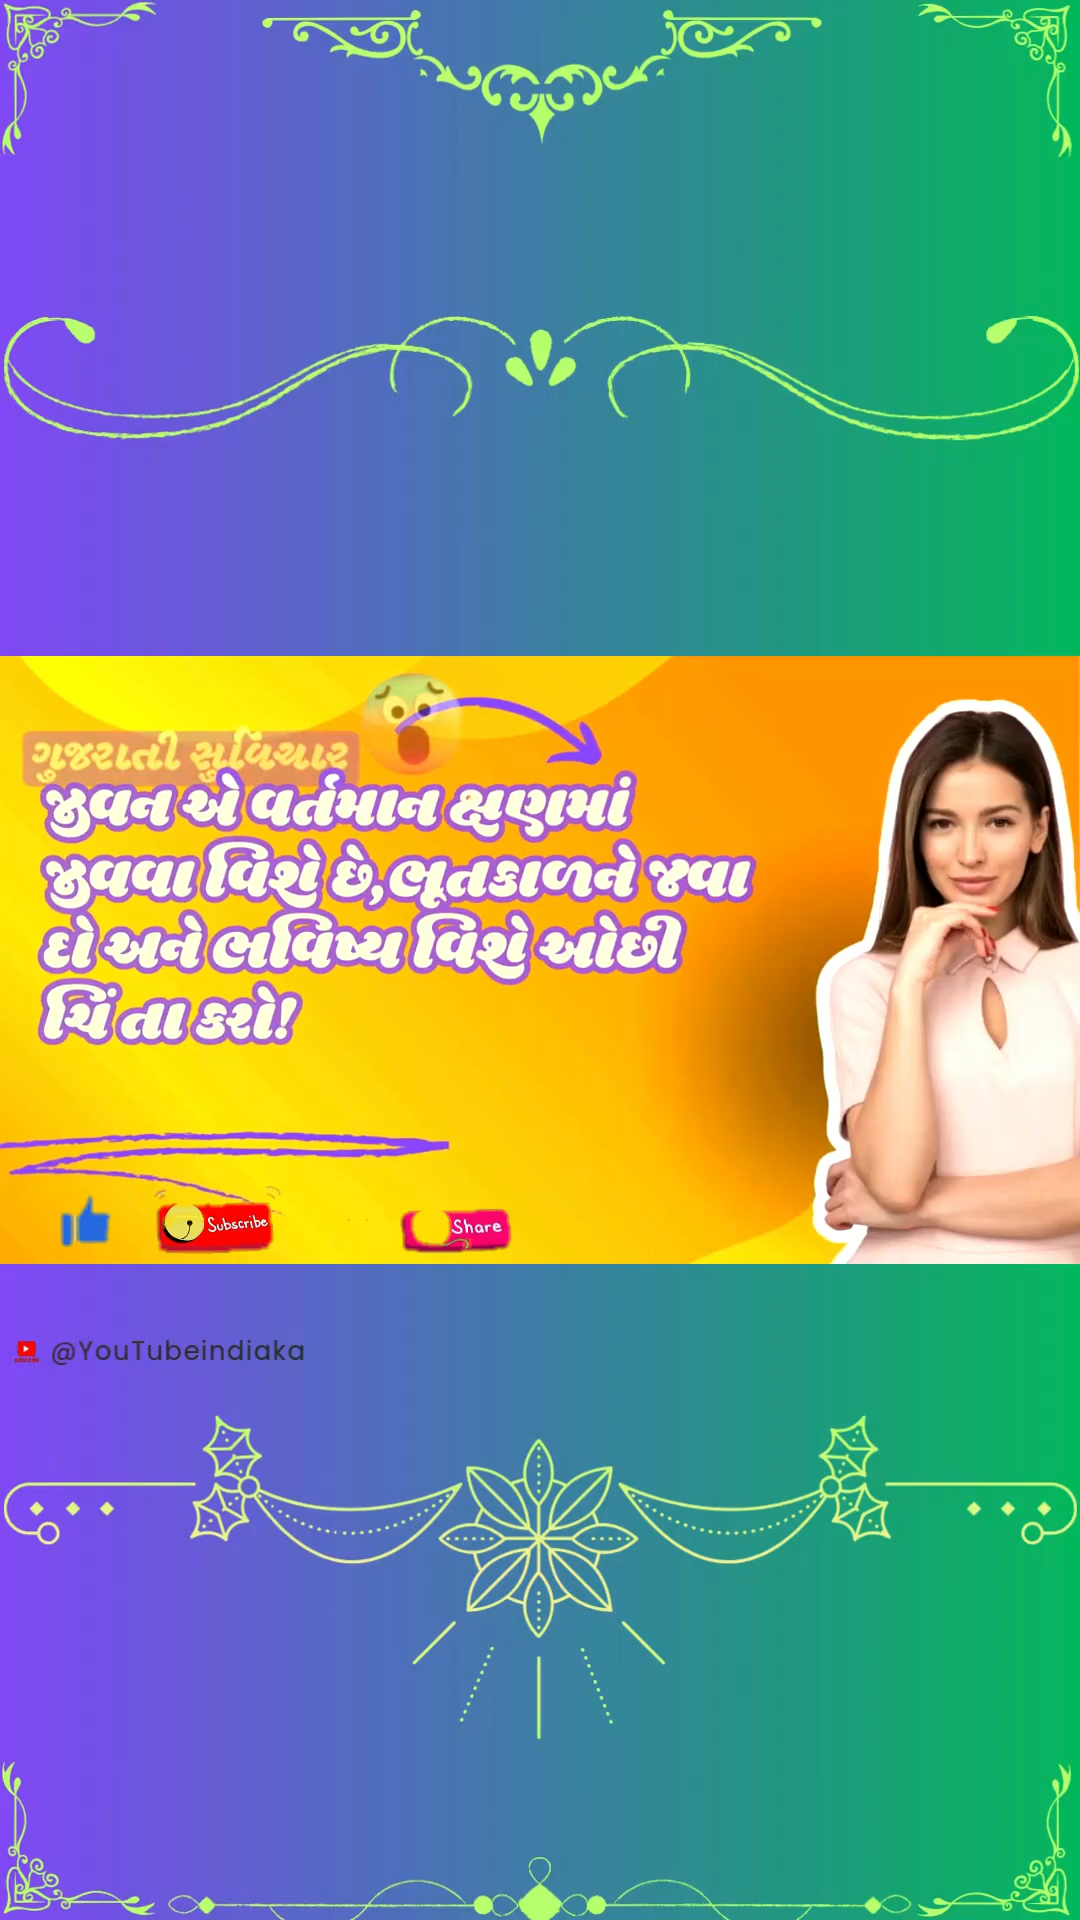 ગુજરાતી સુવિચાર
જીવન એ વર્તમાન ક્ષણમાં
જીવવા વિશે છે,ભૂતકાળને જવા
દો અને ભવિષ્ય વિશે ઓછી
ચિંતા કરો!
Subscribe
Share
@YouTubeindiaka